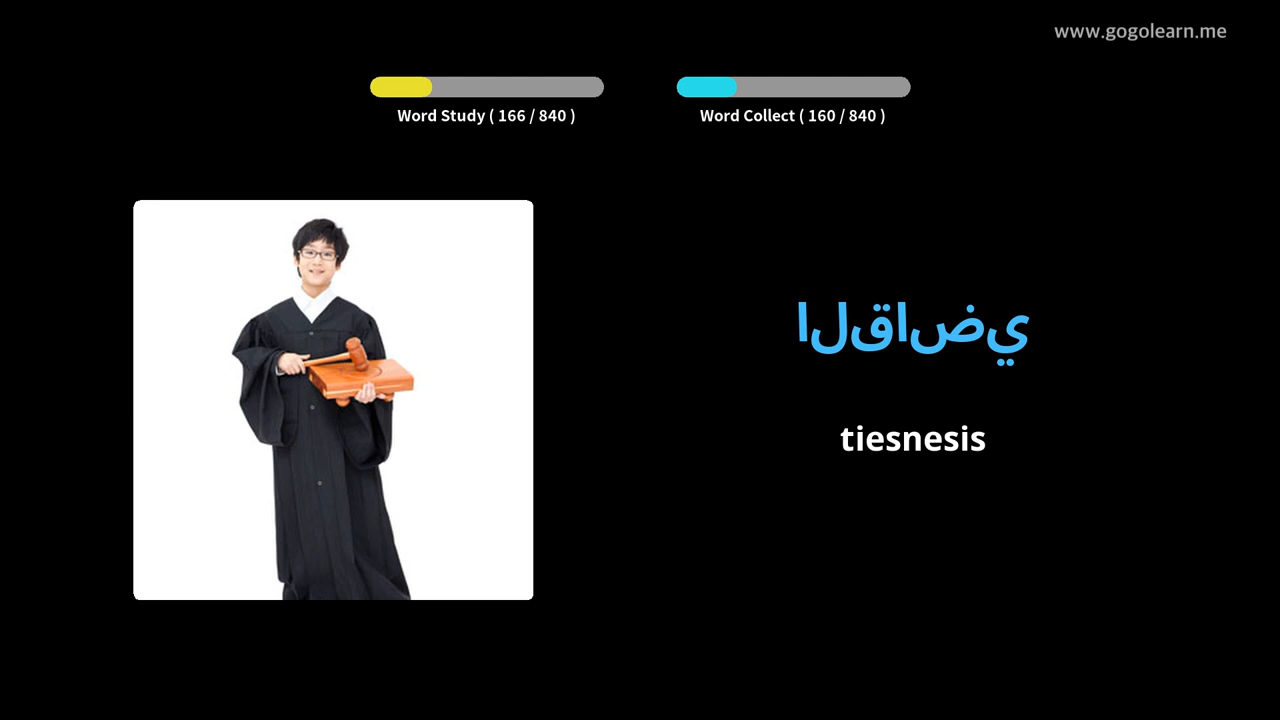 www.gogolearn.me
Word Study ( 166 / 840 )
Word Collect ( 160 / 840 )
القاضي
tiesnesis